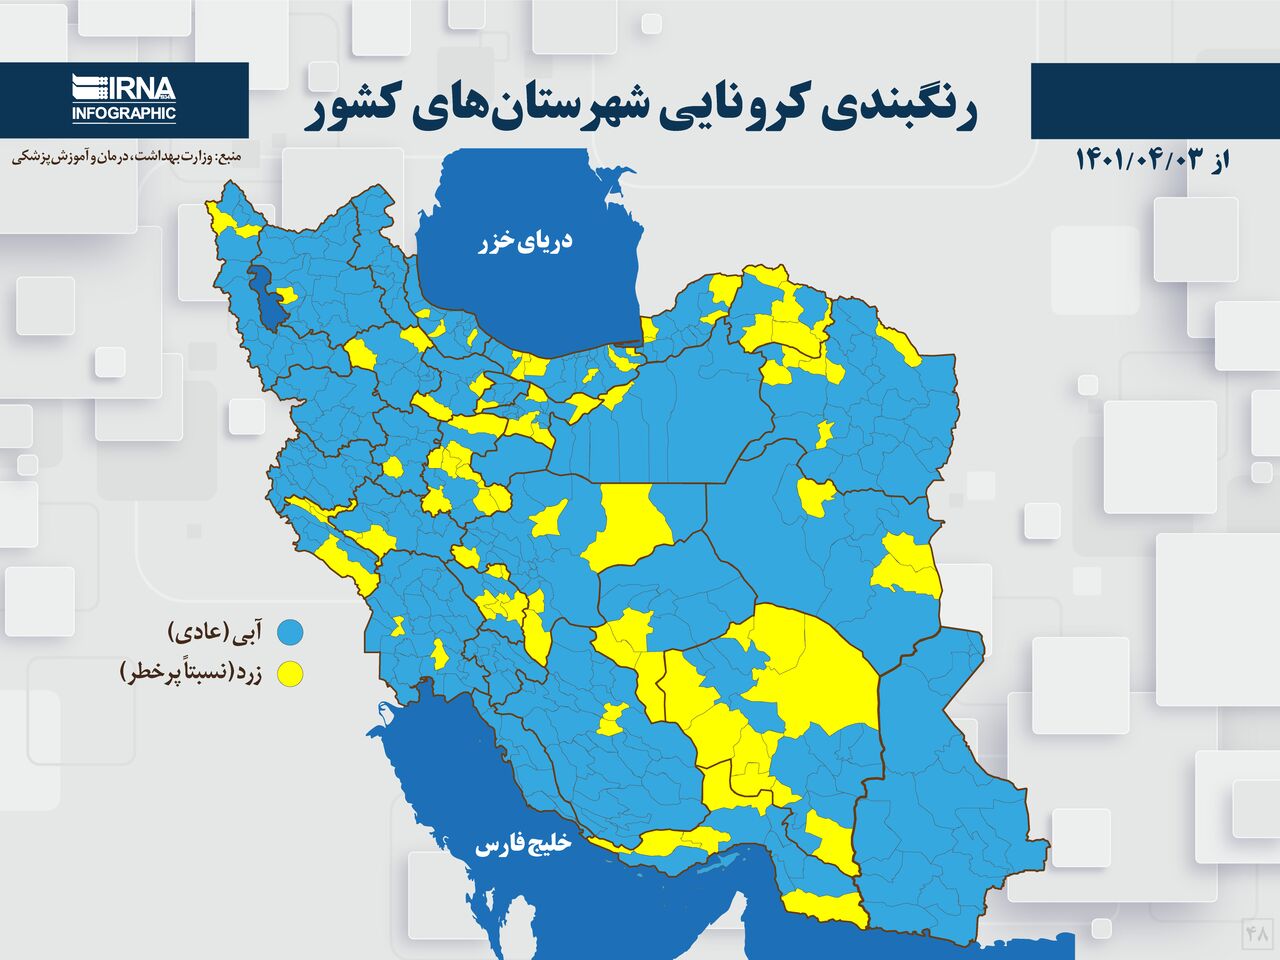 IRNA
INFOGRAPHIC
رنگبندی کرونایی شهرستان‌های کشور
منبع: وزارت بهداشت، درمان و آموزش پزشکی
از ۱۴۰۱/۰۴/۰۳
دریای خزر
آبی (عادی)
زرد (نسبتاً پرخطر)
خلیج فارس
۴۸